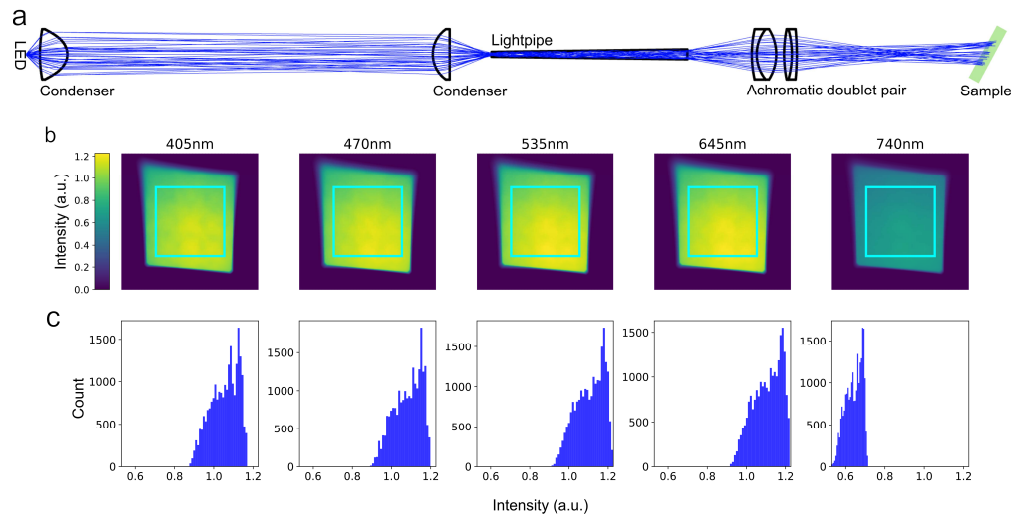 a
LED
Condenser
Condenser
Lightpipe
Achromatic doublet pair
Sample
b
405nm
470nm
535nm
645nm
740nm
Intensity (a.u.)
1.2
1.0
0.8
0.6
0.4
0.2
0.0
c
Count
1500
1000
500
0
0.6
0.8
1.0
1.2
1500
1000
500
0
0.6
0.8
1.0
1.2
1500
1000
500
0
0.6
0.8
1.0
1.2
1500
1000
500
0
0.6
0.8
1.0
1.2
1500
1000
500
0
0.6
0.8
1.0
1.2
Intensity (a.u.)